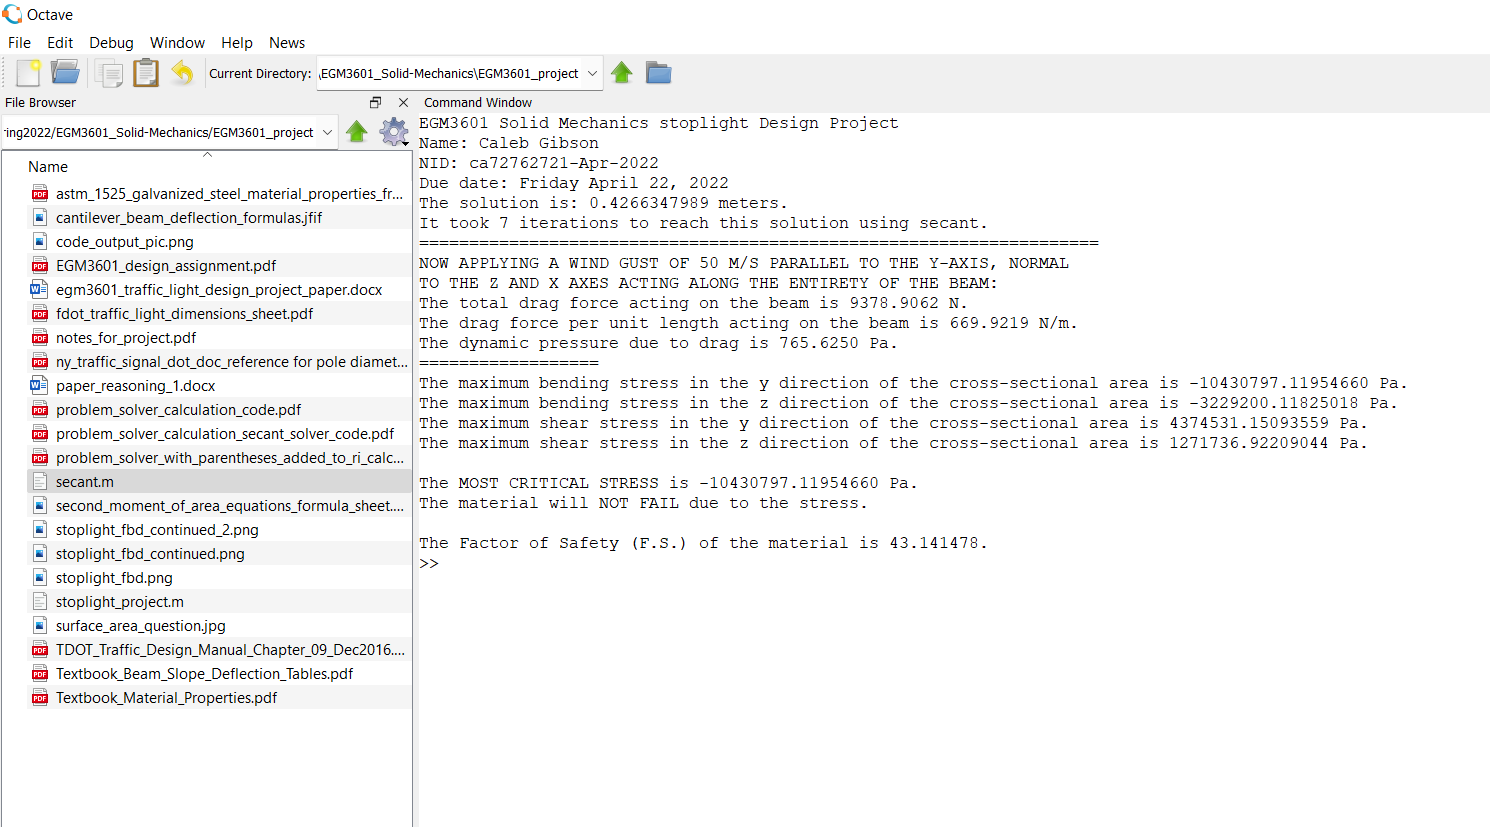 Octave
File Edit Debug Window Help News
Current Directory: \EGM3601_Solid-Mechanics\EGM3601_project
File Browser
ring2022/EGM3601_Solid-Mechanics/EGM3601_project
Name
astm_1525_galvanized_steel_material_properties_fr...
cantilever_beam_deflection_formulas.jfif
code_output_pic.png
EGM3601_design_assignment.pdf
egm3601_traffic_light_design_project_paper.docx
fdot_traffic_light_dimensions_sheet.pdf
notes_for_project.pdf
ny_traffic_signal_dot_doc_reference for pole diamet...
paper_reasoning_1.docx
problem_solver_calculation_code.pdf
problem_solver_calculation_secant_solver_code.pdf
problem_solver_with_parentheses_added_to_ri_calc...
secant.m
second_moment_of_area_equations_formula_sheet....
stoplight_fbd_continued_2.png
stoplight_fbd_continued.png
stoplight_fbd.png
stoplight_project.m
surface_area_question.jpg
TDOT_Traffic_Design_Manual_Chapter_09_Dec2016....
Textbook_Beam_Slope_Deflection_Tables.pdf
Textbook_Material_Properties.pdf
Command Window
EGM3601 Solid Mechanics stoplight Design Project
Name: Caleb Gibson
NID: ca72762721-Apr-2022
Due date: Friday April 22, 2022
The solution is: 0.4266347989 meters.
It took 7 iterations to reach this solution using secant.
====================================================================
NOW APPLYING A WIND GUST OF 50 M/S PARALLEL TO THE Y-AXIS, NORMAL
TO THE Z AND X AXES ACTING ALONG THE ENTIRETY OF THE BEAM:
The total drag force acting on the beam is 9378.9062 N.
The drag force per unit length acting on the beam is 669.9219 N/m.
The dynamic pressure due to drag is 765.6250 Pa.
==================
The maximum bending stress in the y direction of the cross-sectional area is -10430797.11954660 Pa.
The maximum bending stress in the z direction of the cross-sectional area is -3229200.11825018 Pa.
The maximum shear stress in the y direction of the cross-sectional area is 4374531.15093559 Pa.
The maximum shear stress in the z direction of the cross-sectional area is 1271736.92209044 Pa.
The MOST CRITICAL STRESS is -10430797.11954660 Pa.
The material will NOT FAIL due to the stress.
The Factor of Safety (F.S.) of the material is 43.141478.
>>